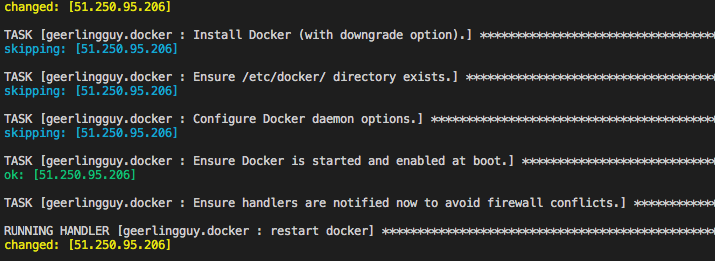 changed: [51.250.95.206]
TASK [geerlingguy.docker : Install Docker (with downgrade option).] *********************************
skipping: [51.250.95.206]
TASK [geerlingguy.docker : Ensure /etc/docker/ directory exists.] ***********************************
skipping: [51.250.95.206]
TASK [geerlingguy.docker : Configure Docker daemon options.] ****************************************
skipping: [51.250.95.206]
TASK [geerlingguy.docker : Ensure Docker is started and enabled at boot.] ***************************
ok: [51.250.95.206]
TASK [geerlingguy.docker : Ensure handlers are notified now to avoid firewall conflicts.] ***********
RUNNING HANDLER [geerlingguy.docker : restart docker] ***********************************************
changed: [51.250.95.206]